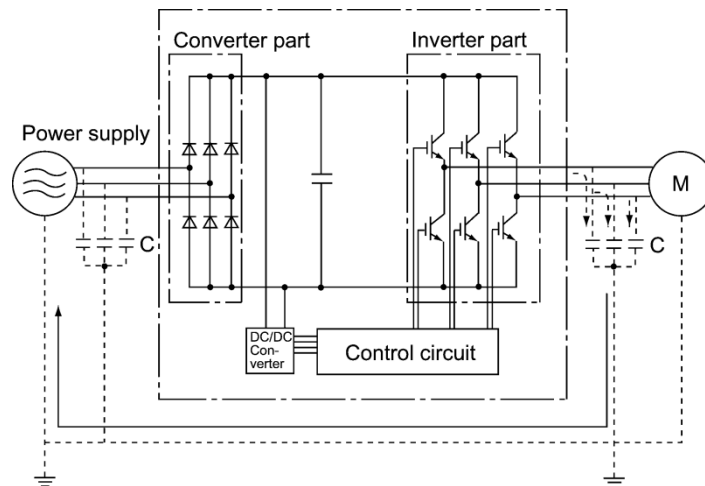 Converter part
Inverter part
Power supply
M
C
C
DC/DC
Con-
verter
Control circuit